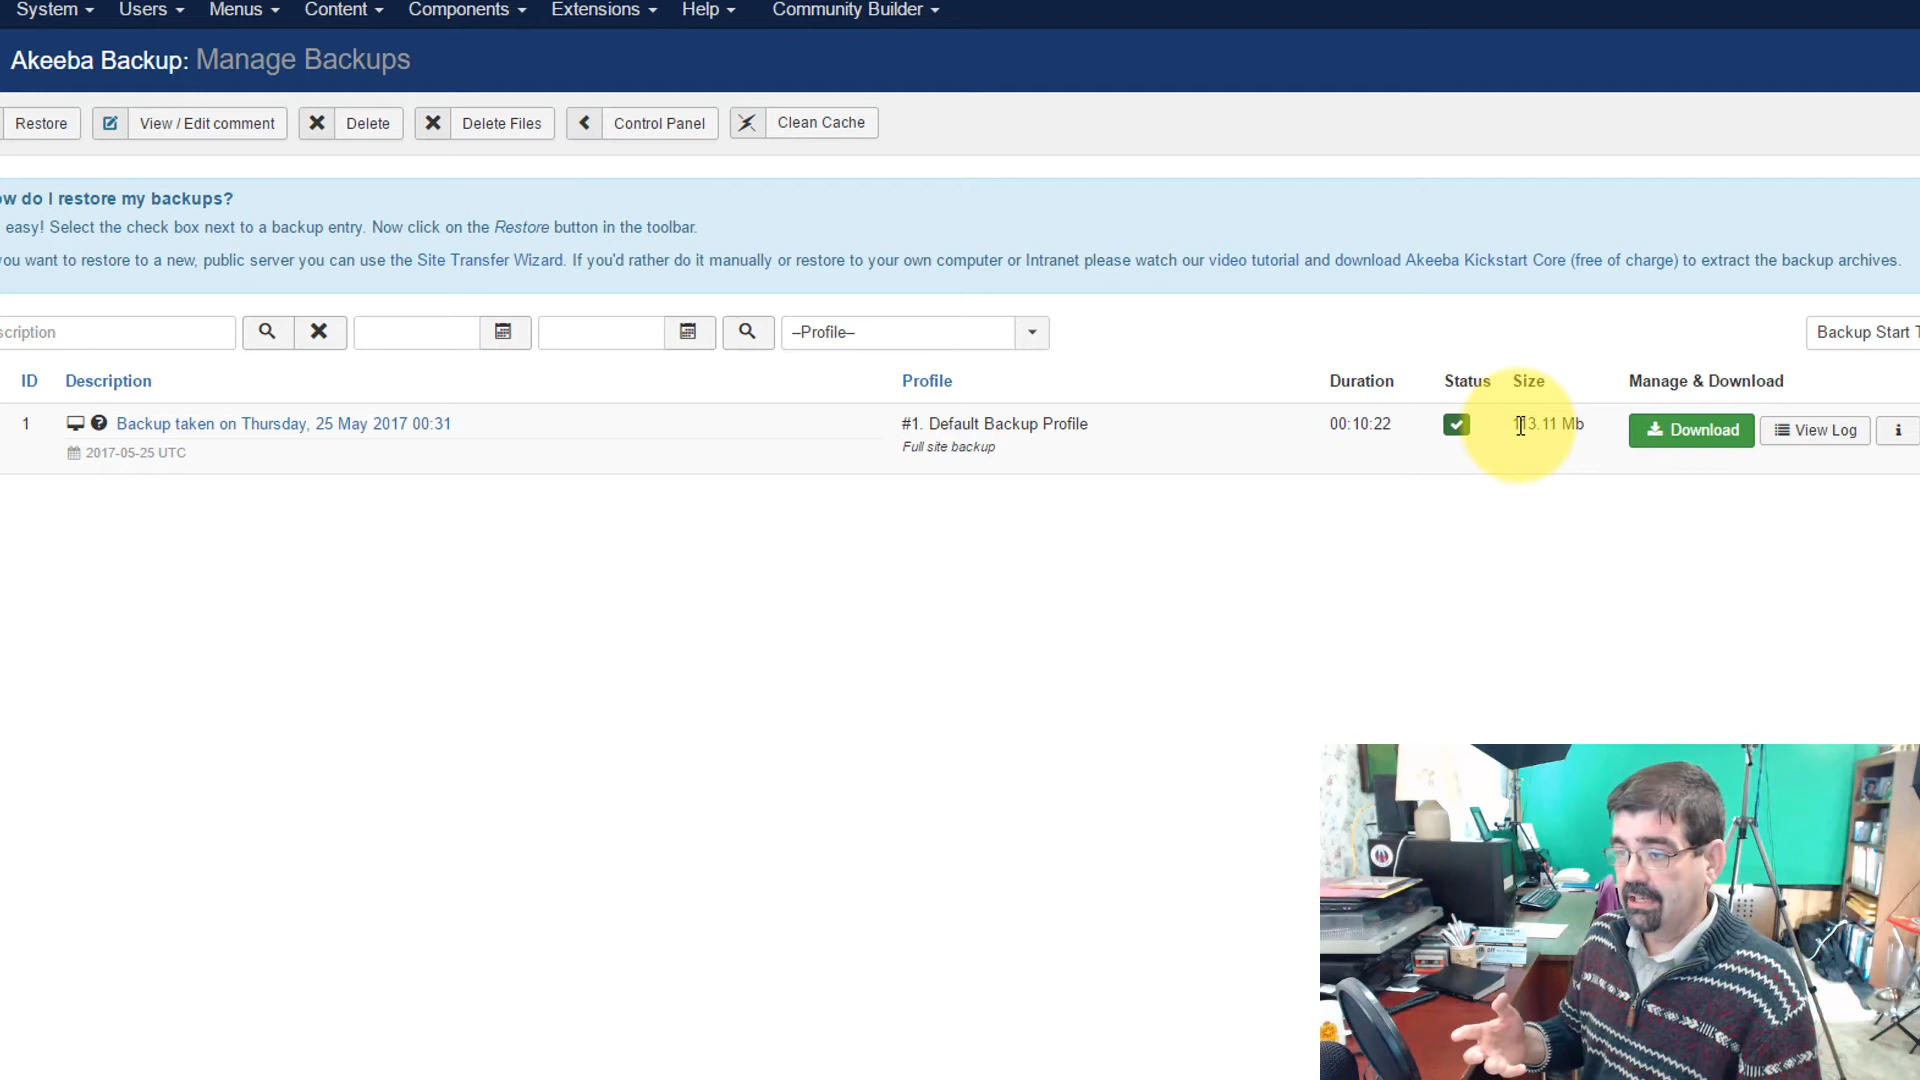 System Users Menus Content Components Extensions Help Community Builder
Akeeba Backup: Manage Backups
Restore View / Edit comment Delete Delete Files Control Panel Clean Cache
ow do I restore my backups?
easy! Select the check box next to a backup entry. Now click on the Restore button in the toolbar.
ou want to restore to a new, public server you can use the Site Transfer Wizard. If you'd rather do it manually or restore to your own computer or Intranet please watch our video tutorial and download Akeeba Kickstart Core (free of charge) to extract the backup archives.
scription –Profile– Backup Start T
ID Description Profile Duration Status Size Manage & Download
1 Backup taken on Thursday, 25 May 2017 00:31 #1. Default Backup Profile 00:10:22 113.11 Mb Download View Log
2017-05-25 UTC Full site backup